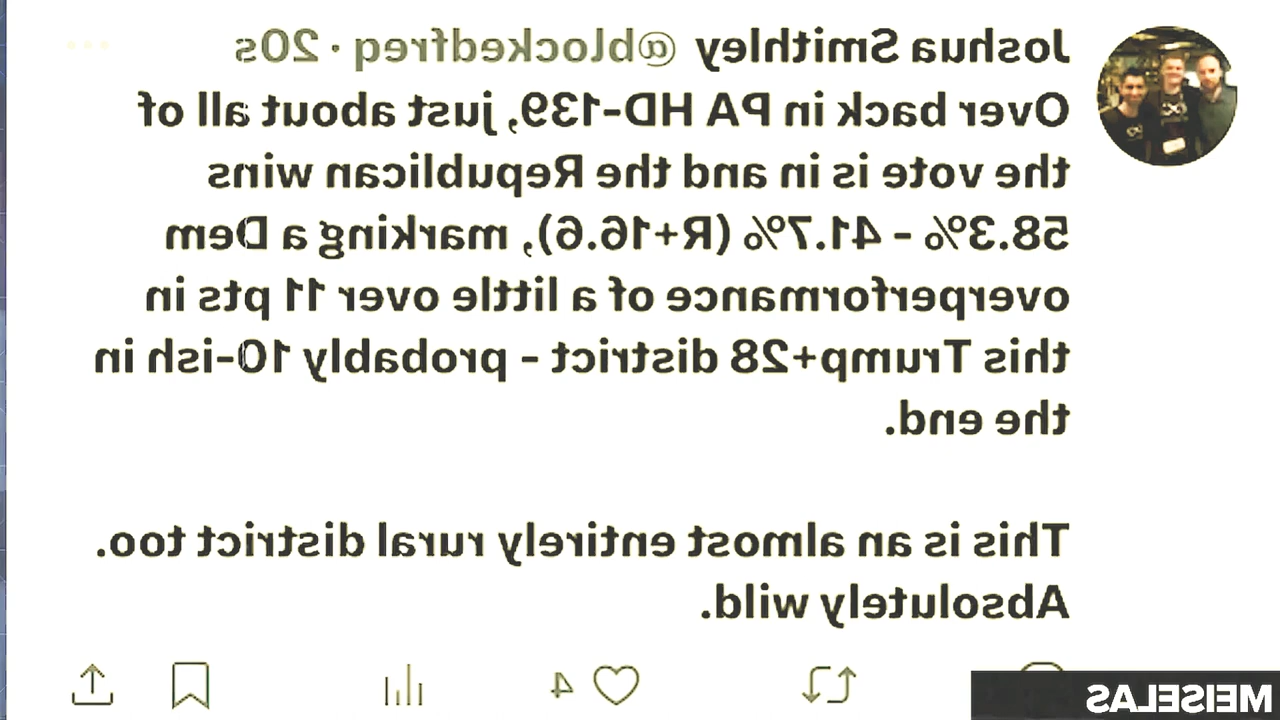 Joshua Smithley @blockedfreq · 20s
Over back in PA HD-139, just about all of
the vote is in and the Republican wins
58.3% - 41.7% (R+16.6), marking a Dem
overperformance of a little over 11 pts in
this Trump+28 district - probably 10-ish in
the end.
This is an almost entirely rural district too.
Absolutely wild.
4
MEISELAS